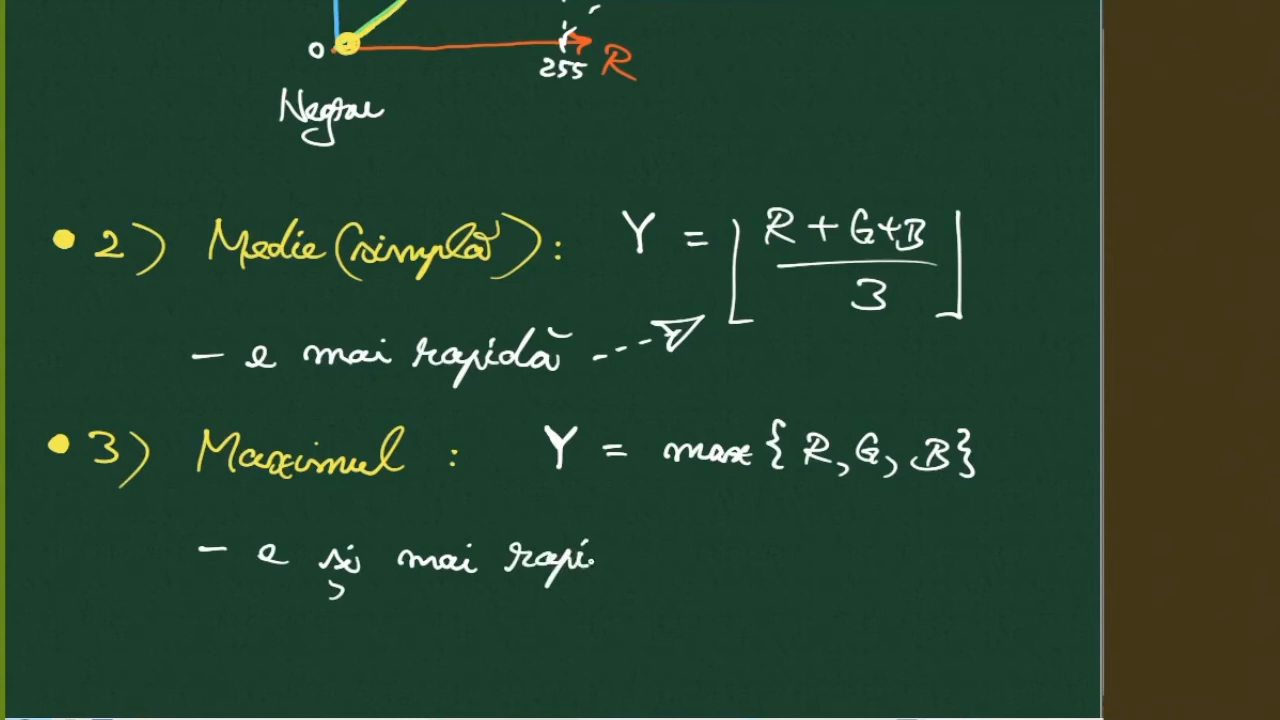 0 255 R
Negru
• 2) Medie (simplă) : Y = ⌊(R+G+B)/3⌋
– e mai rapidă
• 3) Maximul : Y = max{R,G,B}
– e și mai rapi